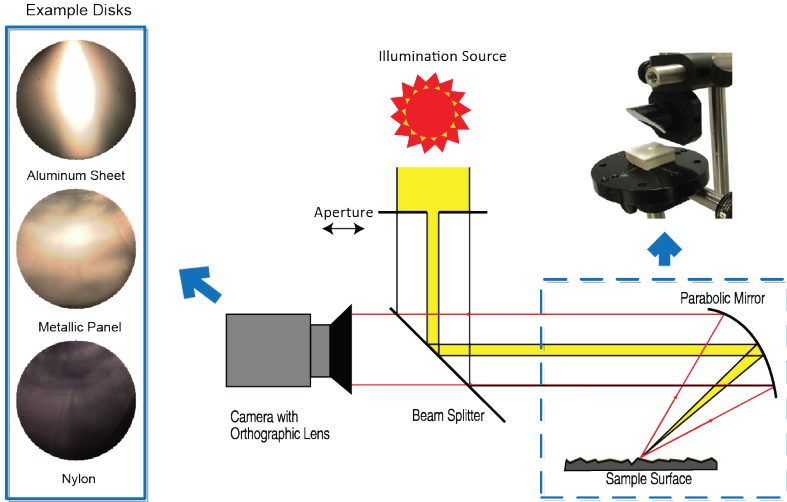 Example Disks
Aluminum Sheet
Metallic Panel
Nylon
Illumination Source
Aperture
Camera with
Orthographic Lens
Beam Splitter
Parabolic Mirror
Sample Surface